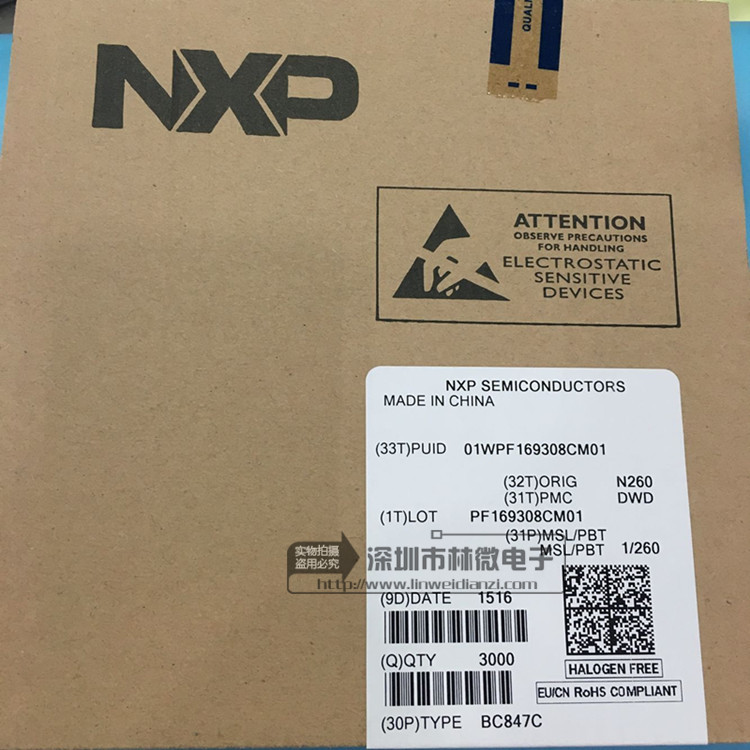 QUALI
NXP
ATTENTION
OBSERVE PRECAUTIONS
FOR HANDLING
ELECTROSTATIC
SENSITIVE
DEVICES
NXP SEMICONDUCTORS
MADE IN CHINA
(33T)PUID 01WPF169308CM01
(32T)ORIG N260
(31T)PMC DWD
(1T)LOT PF169308CM01
(31P)MSL/PBT
MSL/PBT 1/260
实物拍摄
盗用必究
深圳市林微电子
http://www.linweidianzi.com
(9D)DATE 1516
(Q)QTY 3000
HALOGEN FREE
EU/CN RoHS COMPLIANT
(30P)TYPE BC847C